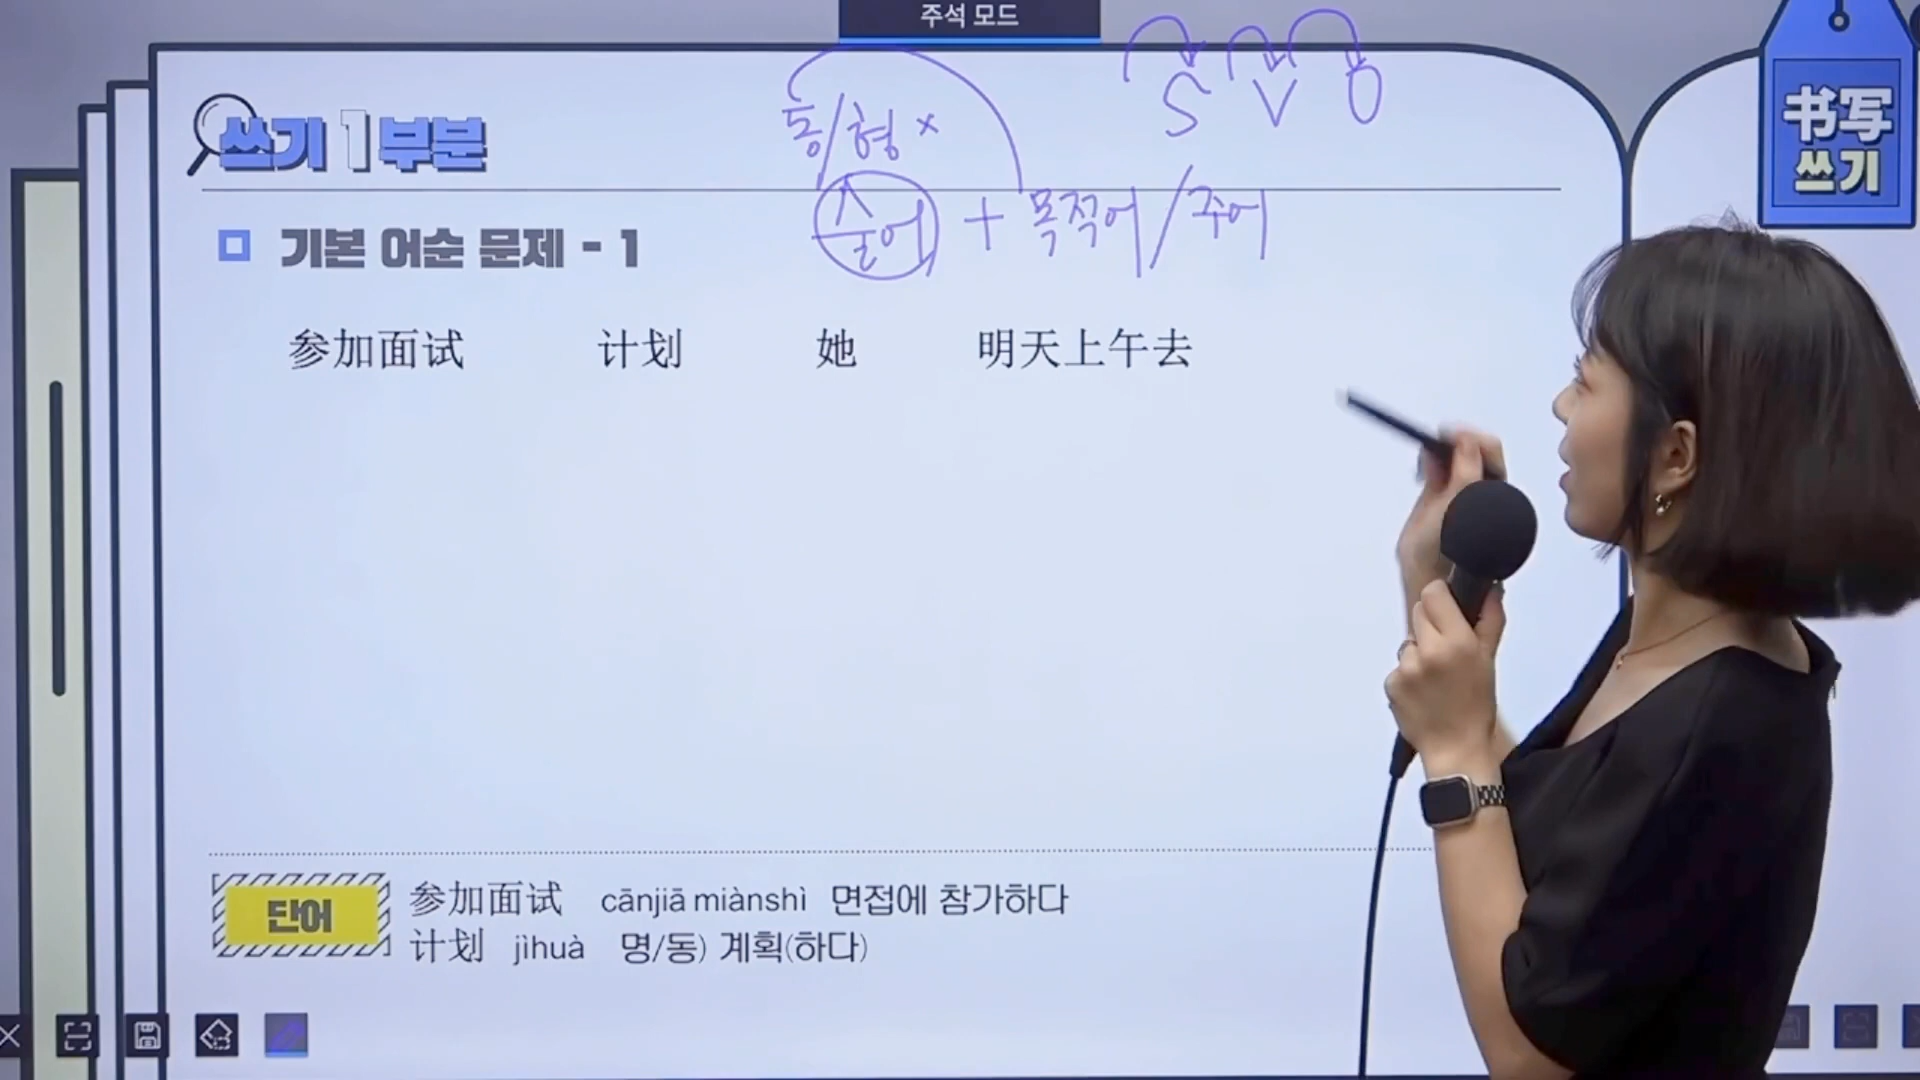 주석 모드
쓰기 1 부분
동/형 ×
S V O
书写
쓰기
술어 + 목적어 / 주어
기본 어순 문제 - 1
参加面试 计划 她 明天上午去
단어
参加面试 cānjiā miànshì 면접에 참가하다
计划 jìhuà 명/동) 계획(하다)